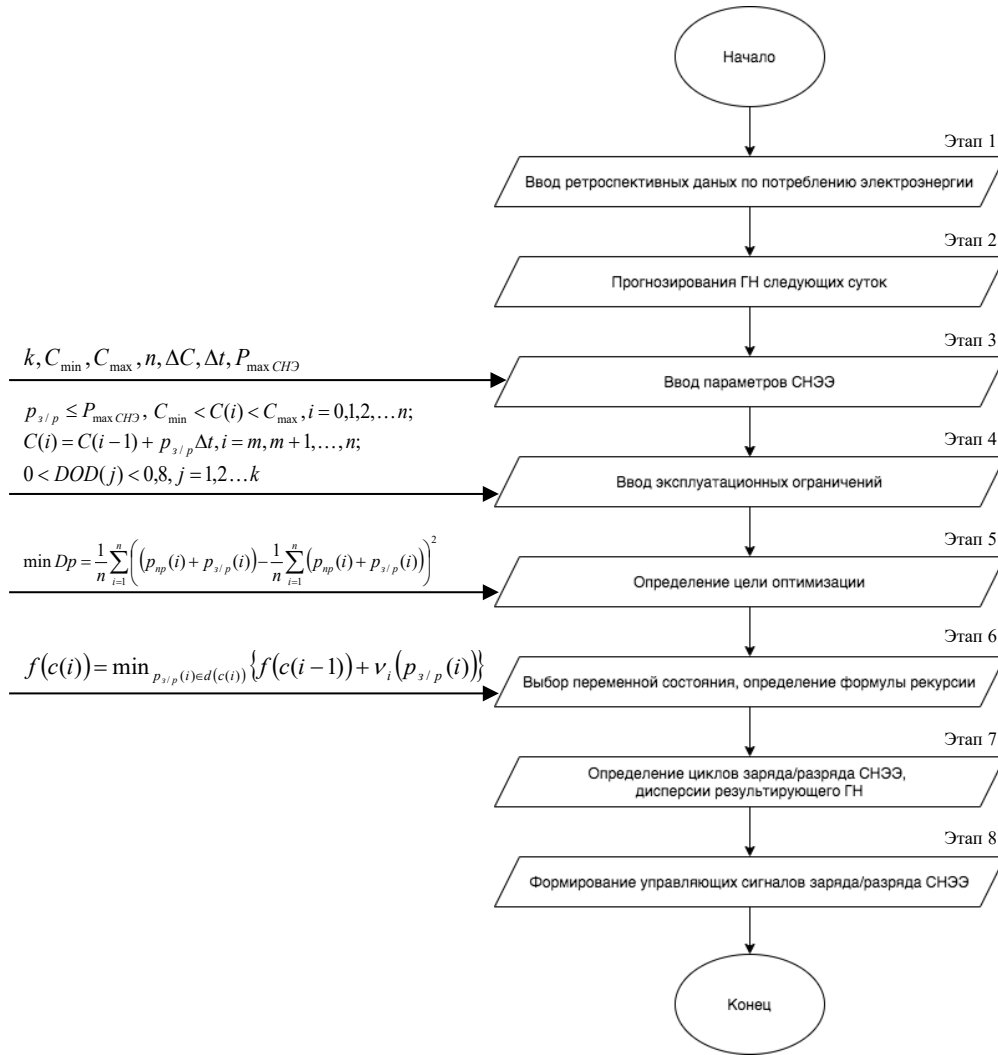 Начало
Этап 1
Ввод ретроспективных даных по потреблению электроэнергии
Этап 2
Прогнозирования ГН следующих суток
Этап 3
k, C_min, C_max, n, ΔC, Δt, P_max СНЭ
Ввод параметров СНЭЭ
p_з/р ≤ P_max СНЭ, C_min < C(i) < C_max, i = 0,1,2,…n;
C(i) = C(i−1) + p_з/р Δt, i = m, m+1,…,n;
0 < DOD(j) < 0,8, j = 1,2…k
Этап 4
Ввод эксплуатационных ограничений
Этап 5
min Dp = 1/n ∑_{i=1}^{n} ((p_пр(i) + p_з/р(i)) − 1/n ∑_{i=1}^{n} (p_пр(i) + p_з/р(i)))^2
Определение цели оптимизации
Этап 6
f(c(i)) = min_{p_з/р(i)∈d(c(i))} {f(c(i−1)) + ν_i(p_з/р(i))}
Выбор переменной состояния, определение формулы рекурсии
Этап 7
Определение циклов заряда/разряда СНЭЭ,
дисперсии результирующего ГН
Этап 8
Формирование управляющих сигналов заряда/разряда СНЭЭ
Конец